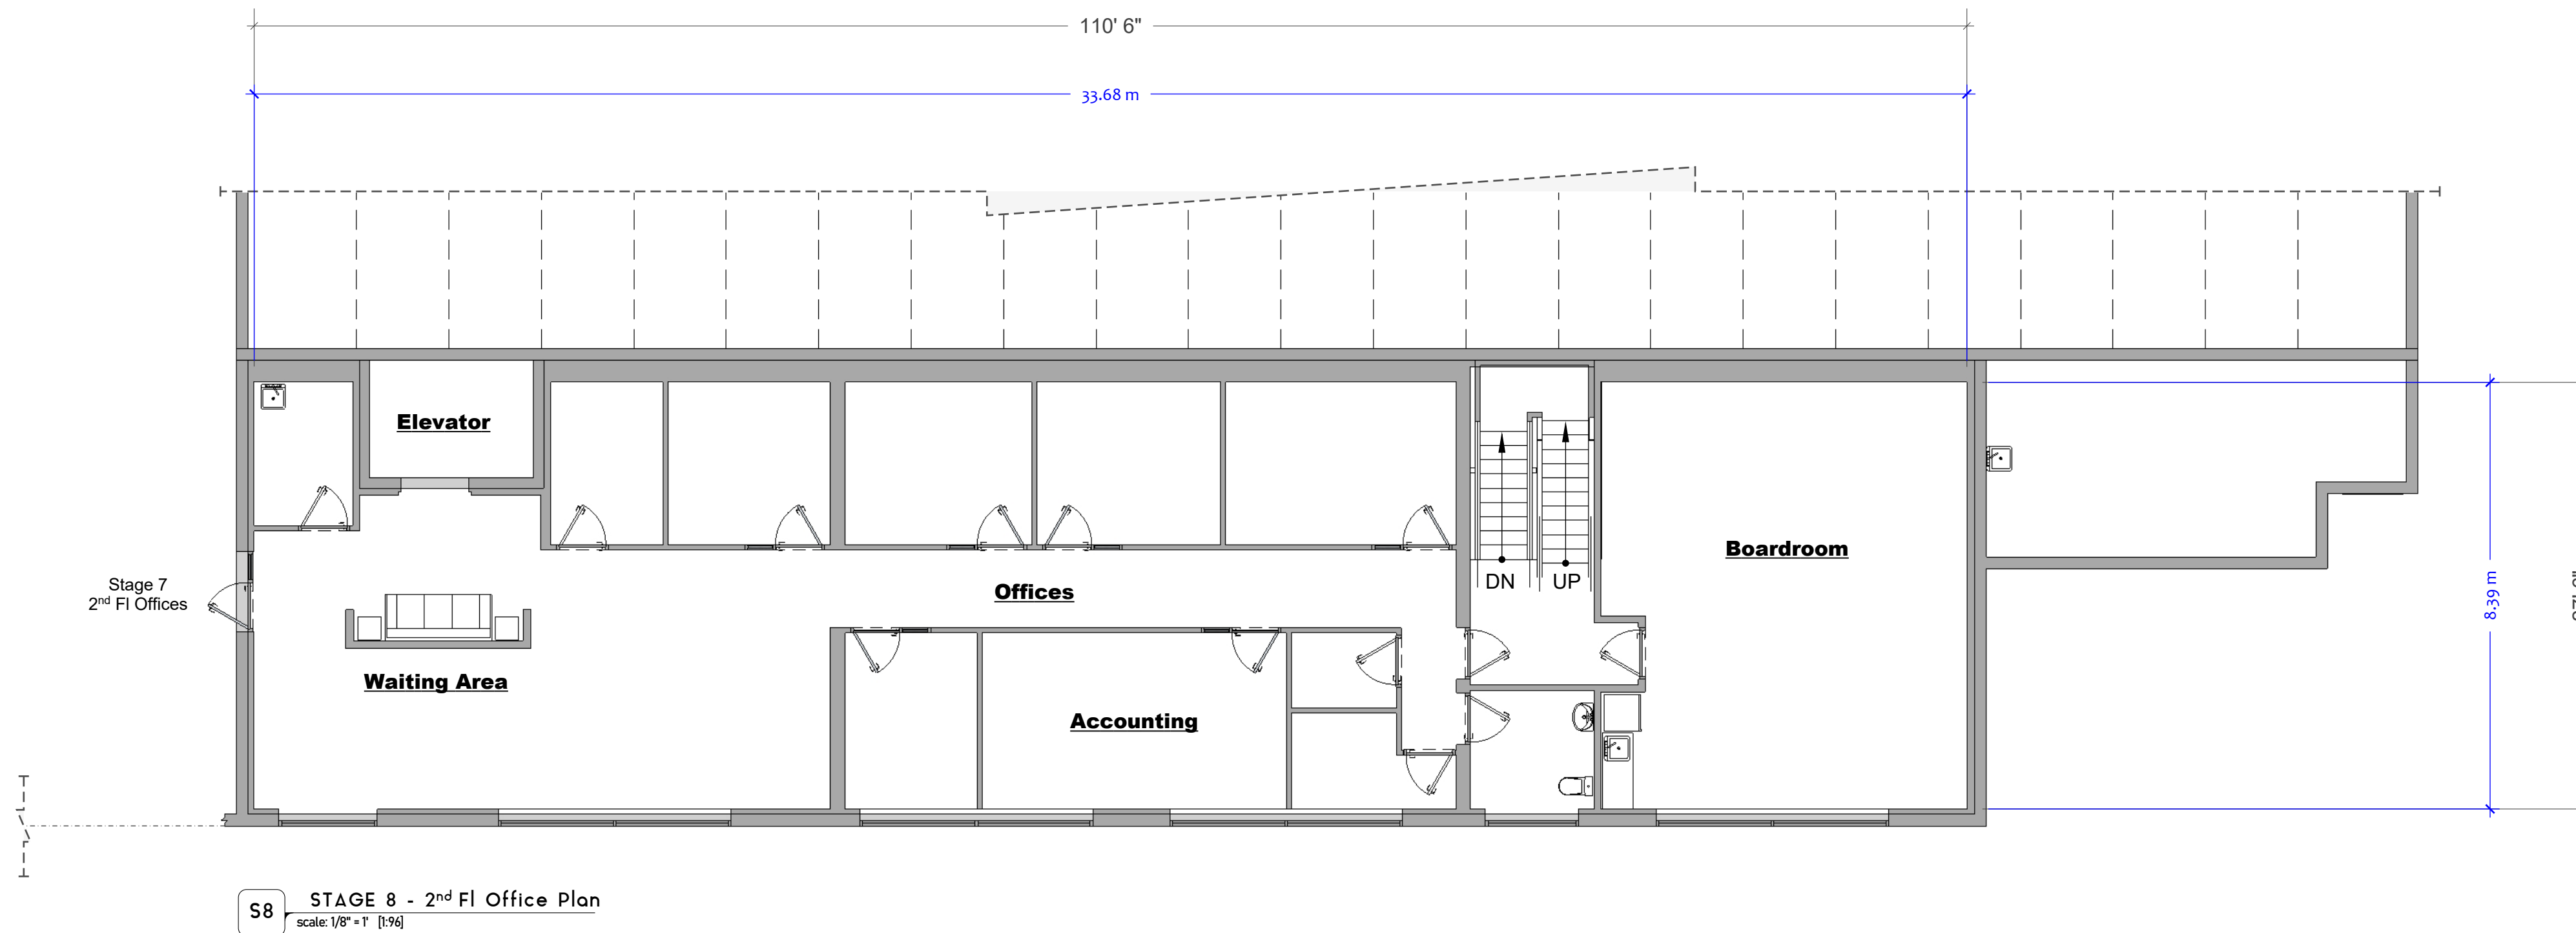 110' 6"
33.68 m
Elevator
Boardroom
Stage 7
2nd Fl Offices
Offices
DN
UP
8.39 m
Waiting Area
Accounting
S8
STAGE 8 - 2nd Fl Office Plan
scale: 1/8" = 1' [1:96]